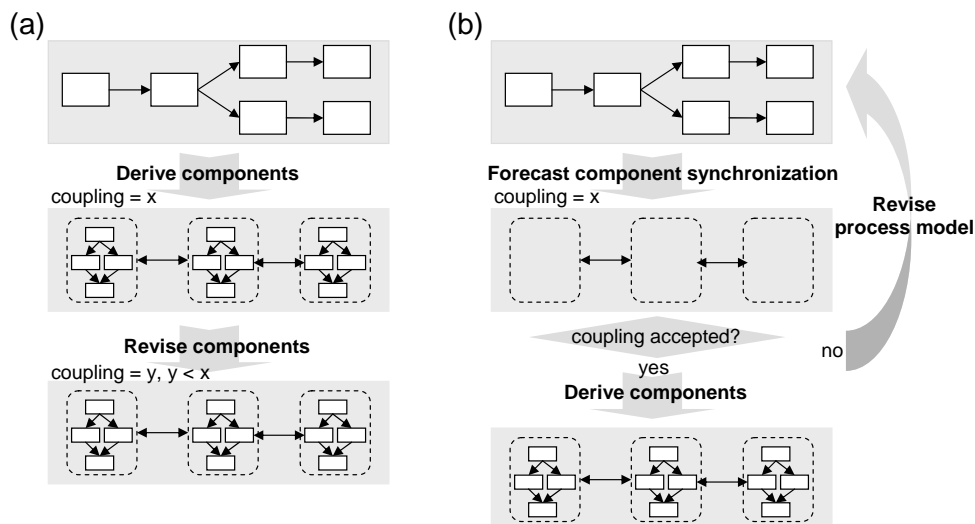 (a)
Derive components
coupling = x
Revise components
coupling = y, y < x
(b)
Forecast component synchronization
coupling = x
Revise
process model
coupling accepted?
no
yes
Derive components